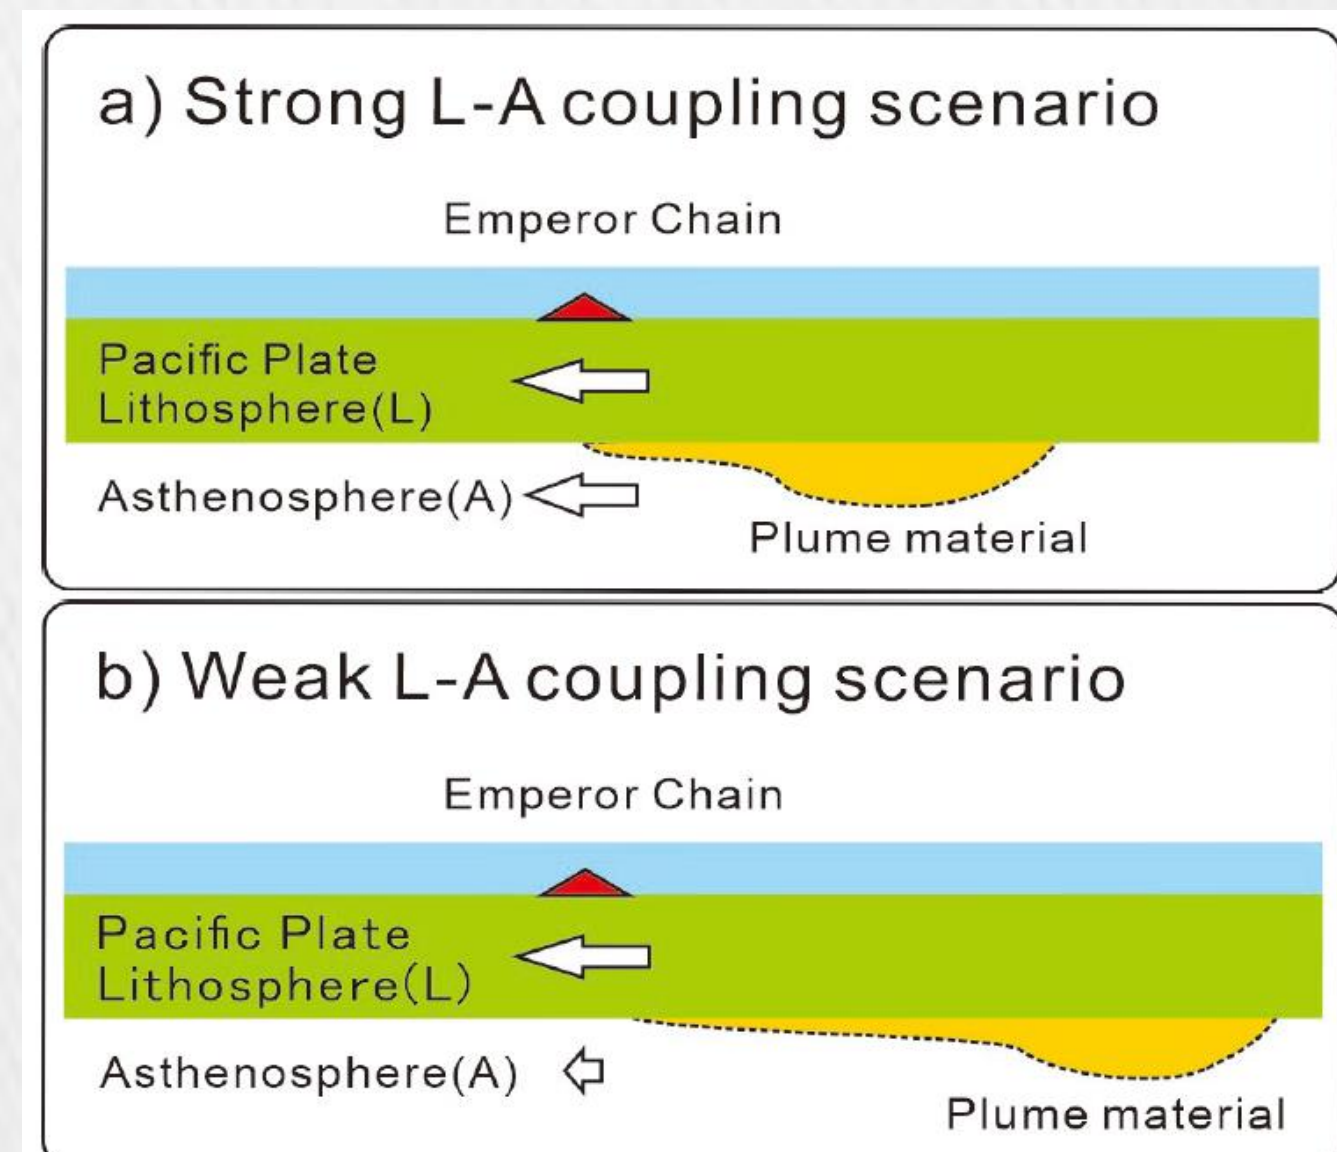 a) Strong L-A coupling scenario
Emperor Chain
Pacific Plate
Lithosphere(L)
Asthenosphere(A)
Plume material
b) Weak L-A coupling scenario
Emperor Chain
Pacific Plate
Lithosphere(L)
Asthenosphere(A)
Plume material